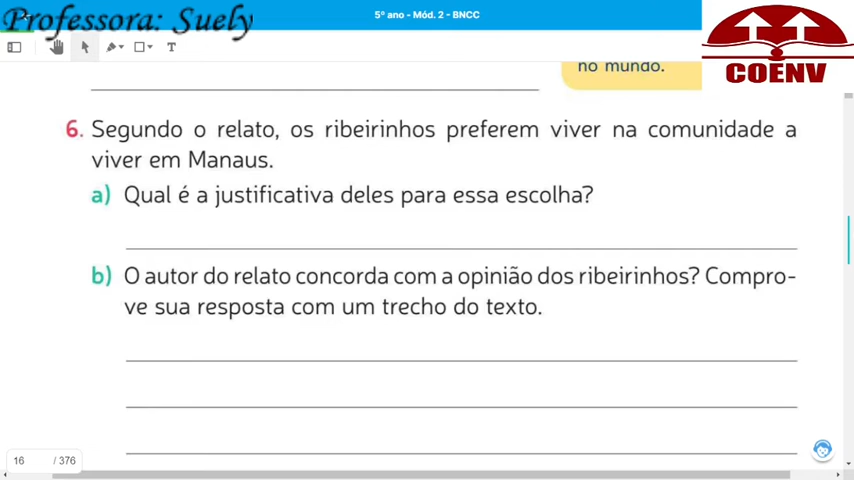 Professora: Suely
5º ano - Mód. 2 - BNCC
COENV
T
no mundo.
6. Segundo o relato, os ribeirinhos preferem viver na comunidade a
viver em Manaus.
a) Qual é a justificativa deles para essa escolha?
b) O autor do relato concorda com a opinião dos ribeirinhos? Compro-
ve sua resposta com um trecho do texto.
16 / 376